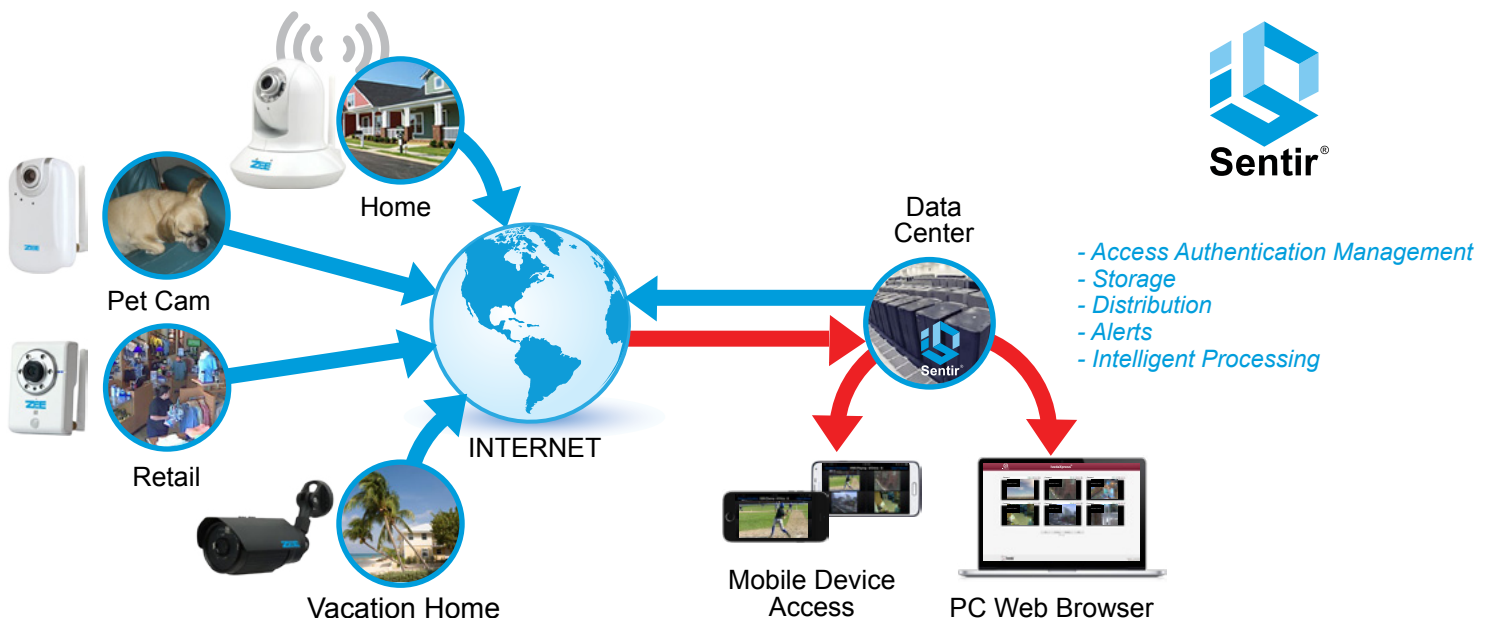 Home
Pet Cam
Retail
Vacation Home
INTERNET
Data
Center
Sentir
Mobile Device
Access
PC Web Browser
Sentir®
- Access Authentication Management
- Storage
- Distribution
- Alerts
- Intelligent Processing